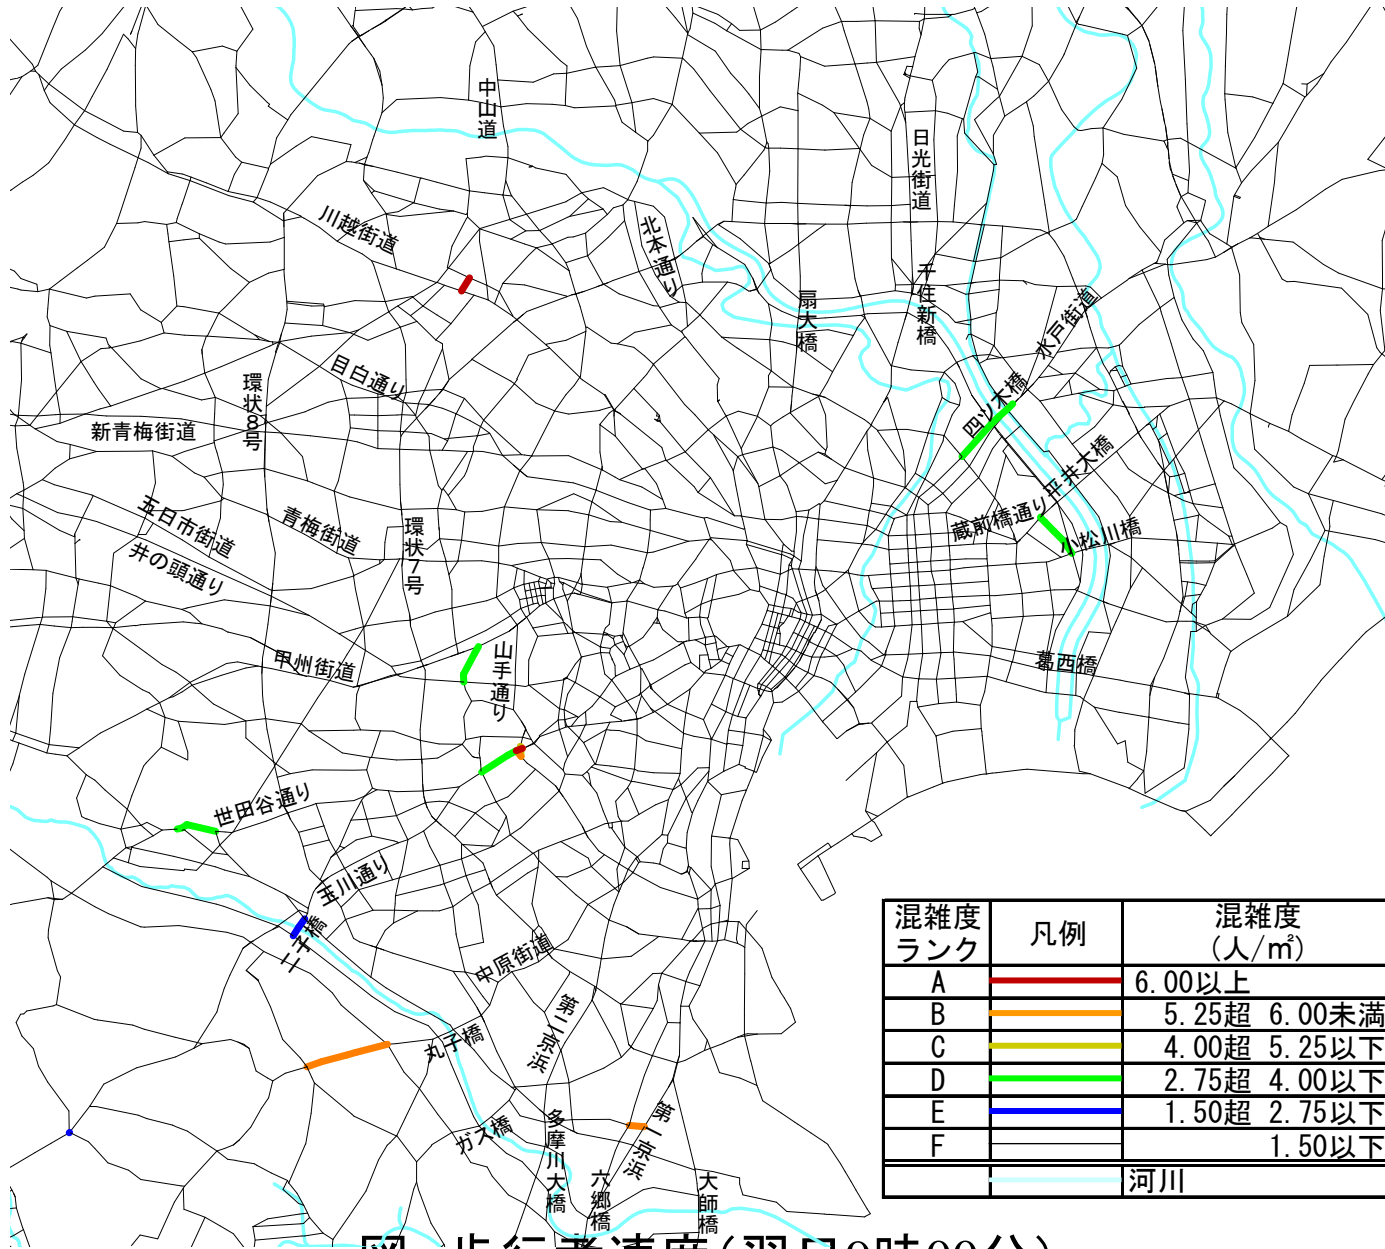 中山道
日光街道
川越街道
北本通り
千住新橋
扇大橋
水戸街道
目白通り
環状8号
四ツ木橋
新青梅街道
平井大橋
五日市街道
青梅街道
環状7号
蔵前橋通り
小松川橋
井の頭通り
山手通り
甲州街道
葛西橋
世田谷通り
玉川通り
二子橋
中原街道
第二京浜
丸子橋
ガス橋
多摩川大橋
第一京浜
六郷橋
大師橋
混雑度ランク 凡例 混雑度(人/㎡)
A 6.00以上
B 5.25超 6.00未満
C 4.00超 5.25以下
D 2.75超 4.00以下
E 1.50超 2.75以下
F 1.50以下
河川